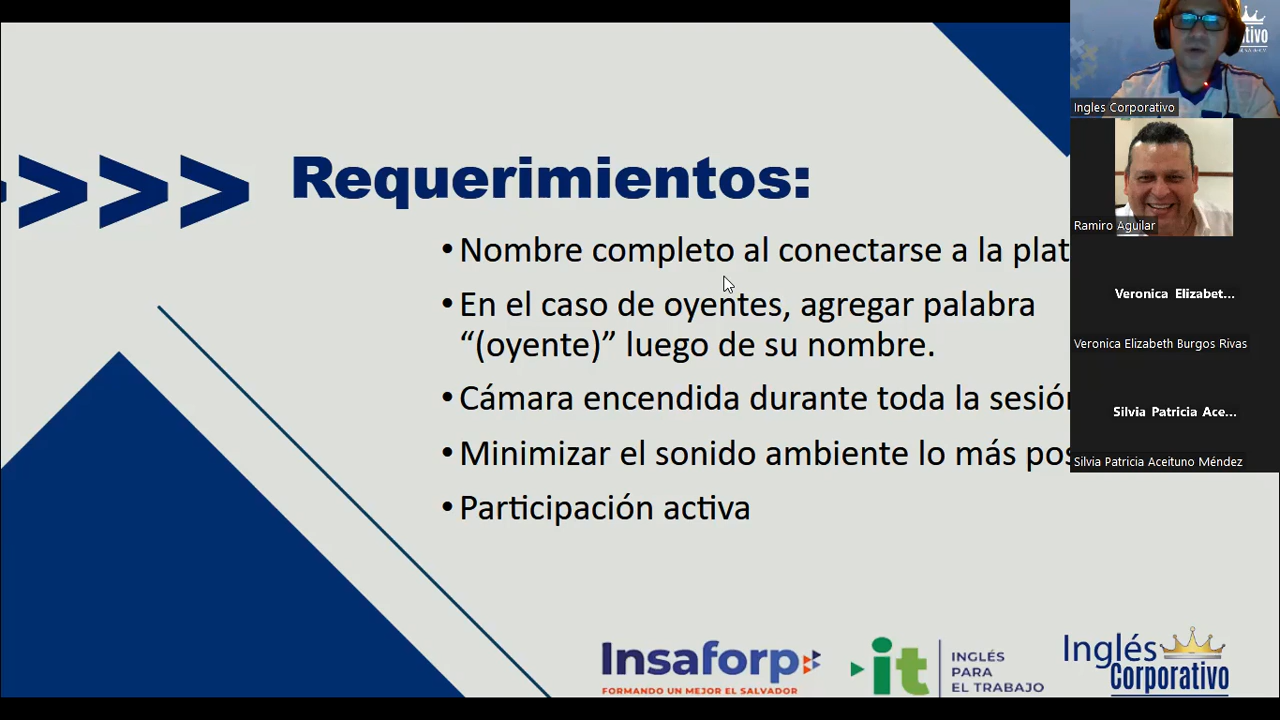 >>>>
Requerimientos:
• Nombre completo al conectarse a la plat
• En el caso de oyentes, agregar palabra
“(oyente)” luego de su nombre.
• Cámara encendida durante toda la sesión
• Minimizar el sonido ambiente lo más pos
• Participación activa
Insaforp
FORMANDO UN MEJOR EL SALVADOR
it
INGLÉS
PARA
EL TRABAJO
Inglés
Corporativo
Ingles Corporativo
Ramiro Aguilar
Veronica Elizabet...
Veronica Elizabeth Burgos Rivas
Silvia Patricia Ace...
Silvia Patricia Aceituno Méndez